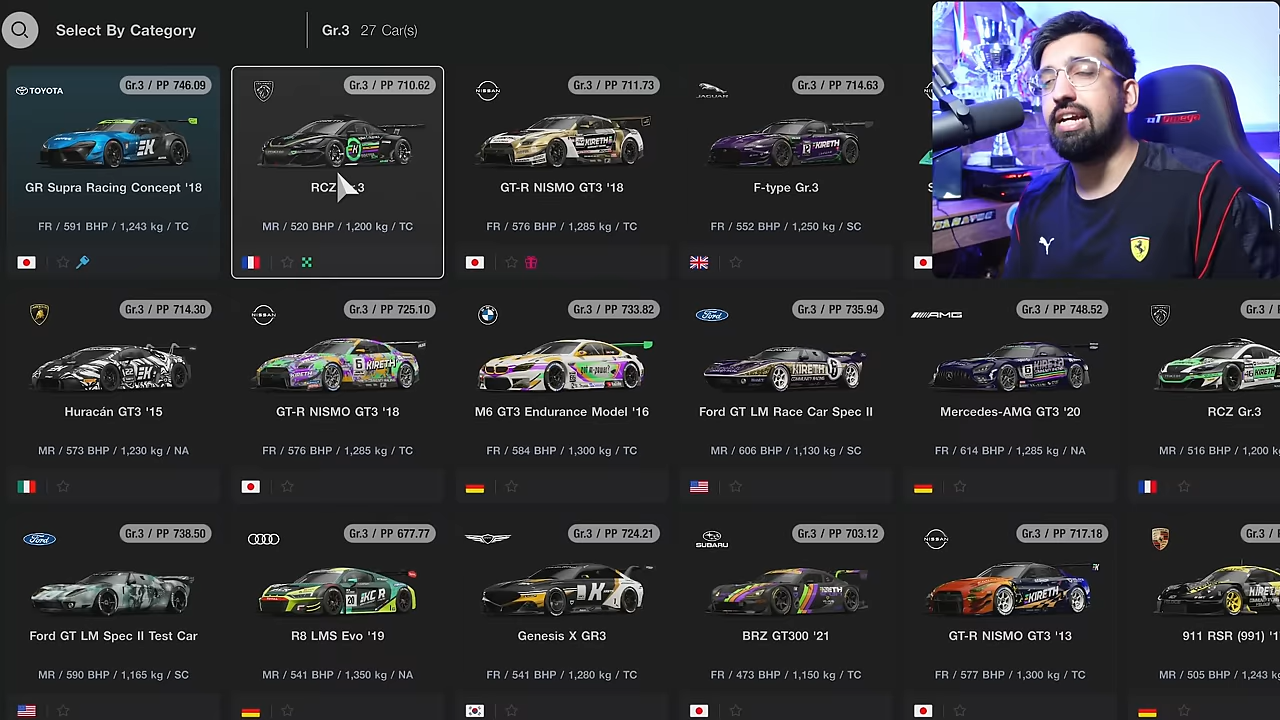 Select By Category
Gr.3 27 Car(s)
TOYOTA
Gr.3 / PP 746.09
GR Supra Racing Concept '18
FR / 591 BHP / 1,243 kg / TC
Gr.3 / PP 710.62
RCZ
FR
MR / 520 BHP / 1,200 kg / TC
NISSAN
Gr.3 / PP 711.73
GT-R NISMO GT3 '18
FR / 576 BHP / 1,285 kg / TC
JAGUAR
Gr.3 / PP 714.63
F-type Gr.3
FR / 552 BHP / 1,250 kg / SC
Gr.3 / PP 714.30
Huracán GT3 '15
MR / 573 BHP / 1,230 kg / NA
NISSAN
Gr.3 / PP 725.10
GT-R NISMO GT3 '18
FR / 576 BHP / 1,285 kg / TC
Gr.3 / PP 733.82
M6 GT3 Endurance Model '16
FR / 584 BHP / 1,300 kg / TC
Ford
Gr.3 / PP 735.94
Ford GT LM Race Car Spec II
MR / 606 BHP / 1,130 kg / SC
AMG
Gr.3 / PP 748.52
Mercedes-AMG GT3 '20
FR / 614 BHP / 1,285 kg / NA
Gr.3 /
RCZ Gr.3
MR / 516 BHP / 1,200
Ford
Gr.3 / PP 738.50
Ford GT LM Spec II Test Car
MR / 590 BHP / 1,165 kg / SC
Gr.3 / PP 677.77
R8 LMS Evo '19
MR / 541 BHP / 1,350 kg / NA
Gr.3 / PP 724.21
Genesis X GR3
FR / 541 BHP / 1,280 kg / TC
SUBARU
Gr.3 / PP 703.12
BRZ GT300 '21
FR / 473 BHP / 1,150 kg / TC
NISSAN
Gr.3 / PP 717.18
GT-R NISMO GT3 '13
FR / 577 BHP / 1,300 kg / TC
Gr.3 /
911 RSR (991)
MR / 505 BHP / 1,243